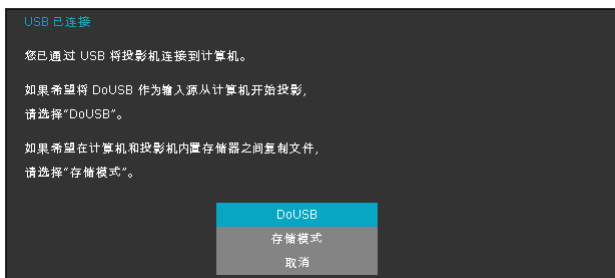 USB 已连接
您已通过 USB 将投影机连接到计算机。
如果希望将 DoUSB 作为输入源从计算机开始投影,
请选择“DoUSB”。
如果希望在计算机和投影机内置存储器之间复制文件,
请选择“存储模式”。
DoUSB
存储模式
取消